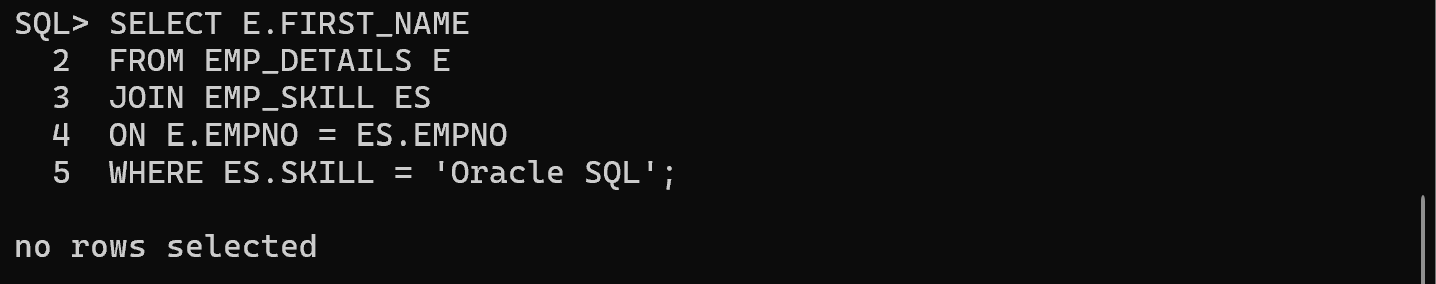 SQL> SELECT E.FIRST_NAME
  2  FROM EMP_DETAILS E
  3  JOIN EMP_SKILL ES
  4  ON E.EMPNO = ES.EMPNO
  5  WHERE ES.SKILL = 'Oracle SQL';
no rows selected